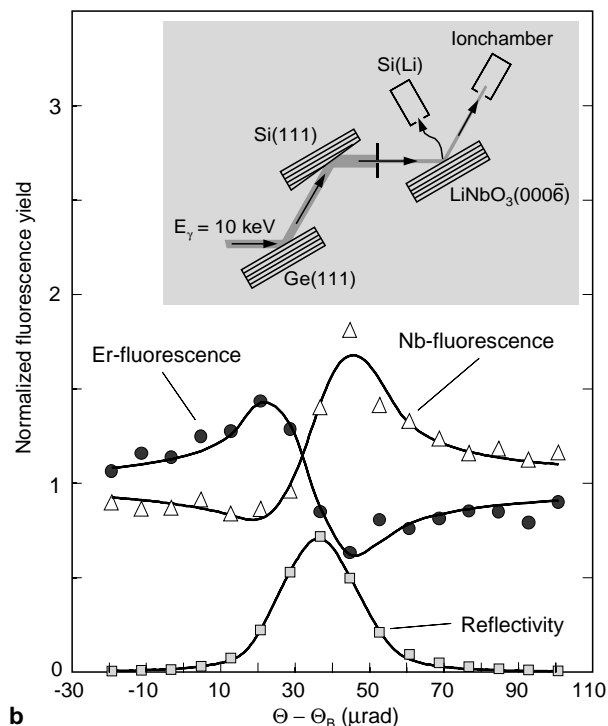 3
2
1
0
Normalized fluorescence yield
Ionchamber
Si(Li)
Si(111)
LiNbO₃(0006̄)
Eγ = 10 keV
Ge(111)
Er-fluorescence
Nb-fluorescence
Reflectivity
-30 -10 10 30 50 70 90 110
Θ – Θ_B (μrad)
b